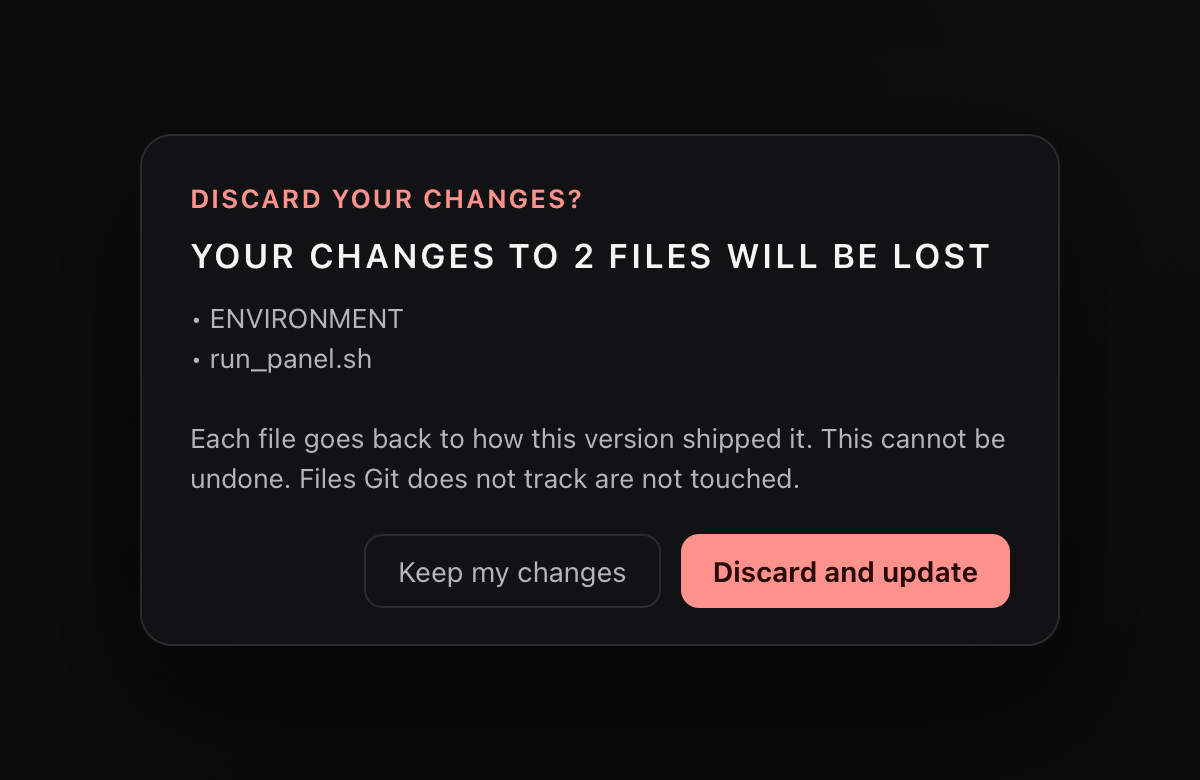 DISCARD YOUR CHANGES?
YOUR CHANGES TO 2 FILES WILL BE LOST
• ENVIRONMENT
• run_panel.sh
Each file goes back to how this version shipped it. This cannot be
undone. Files Git does not track are not touched.
Keep my changes
Discard and update